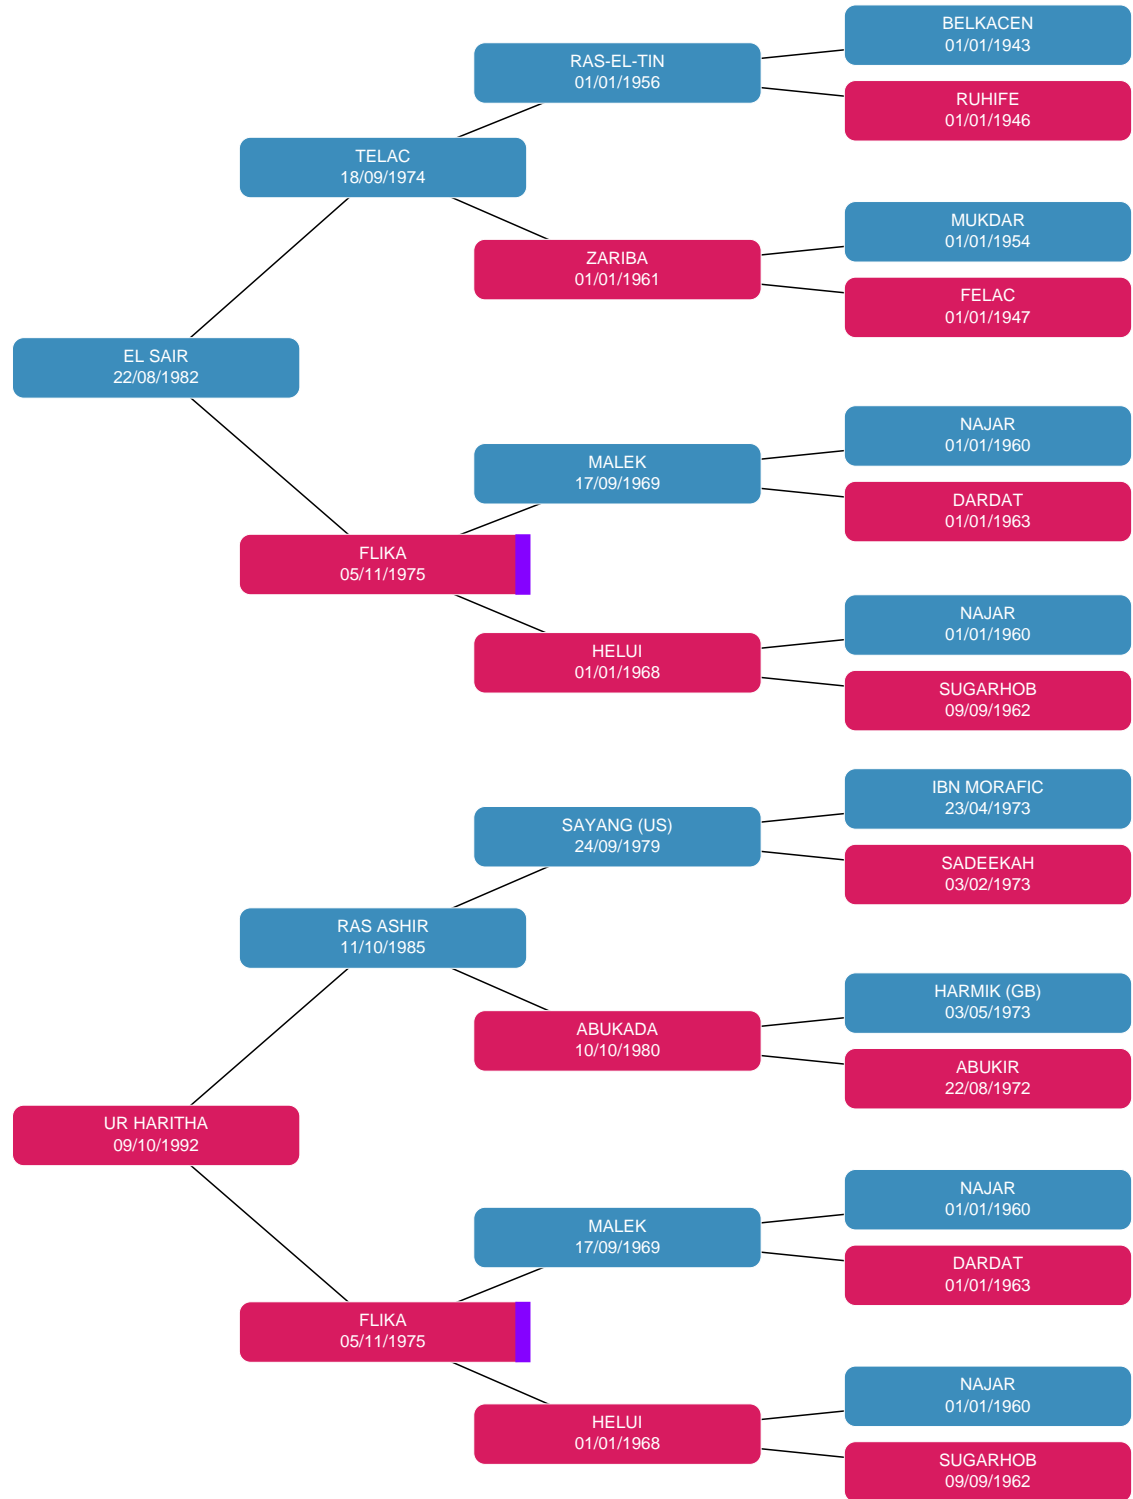 BELKACEN
01/01/1943
RAS-EL-TIN
01/01/1956
RUHIFE
01/01/1946
TELAC
18/09/1974
MUKDAR
01/01/1954
ZARIBA
01/01/1961
FELAC
01/01/1947
EL SAIR
22/08/1982
NAJAR
01/01/1960
MALEK
17/09/1969
DARDAT
01/01/1963
FLIKA
05/11/1975
NAJAR
01/01/1960
HELUI
01/01/1968
SUGARHOB
09/09/1962
IBN MORAFIC
23/04/1973
SAYANG (US)
24/09/1979
SADEEKAH
03/02/1973
RAS ASHIR
11/10/1985
HARMIK (GB)
03/05/1973
ABUKADA
10/10/1980
ABUKIR
22/08/1972
UR HARITHA
09/10/1992
NAJAR
01/01/1960
MALEK
17/09/1969
DARDAT
01/01/1963
FLIKA
05/11/1975
NAJAR
01/01/1960
HELUI
01/01/1968
SUGARHOB
09/09/1962